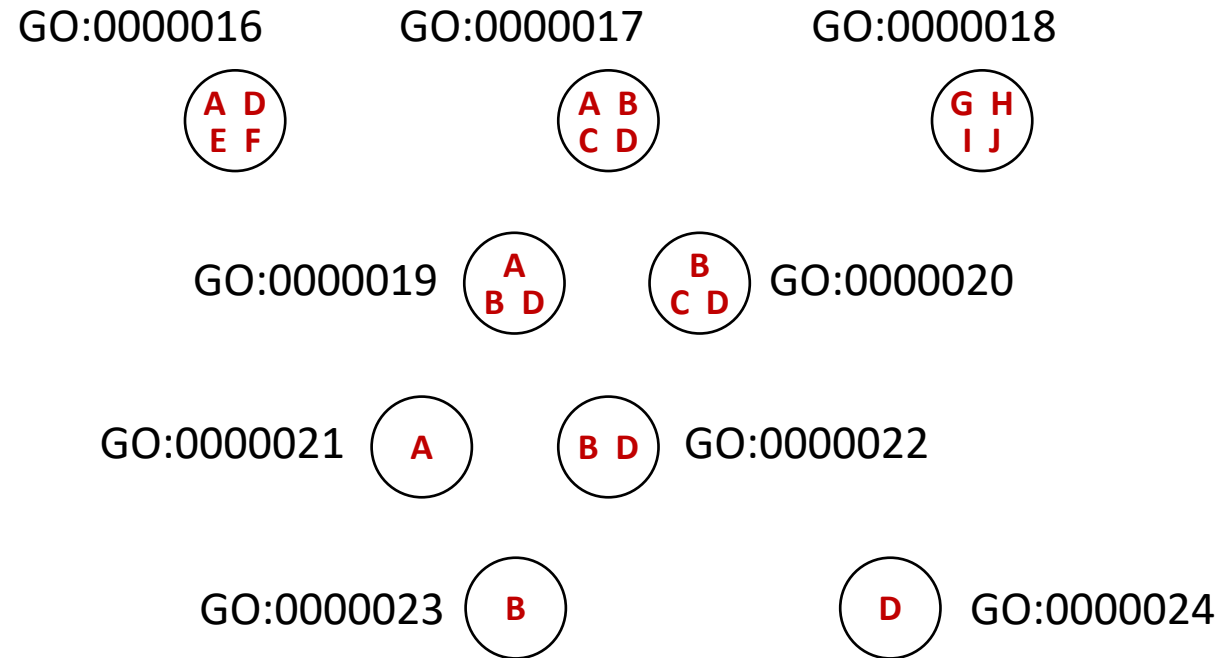 GO:0000016 GO:0000017 GO:0000018
A D A B G H
E F C D I J
GO:0000019 A B GO:0000020
B D C D
GO:0000021 A B D GO:0000022
GO:0000023 B D GO:0000024